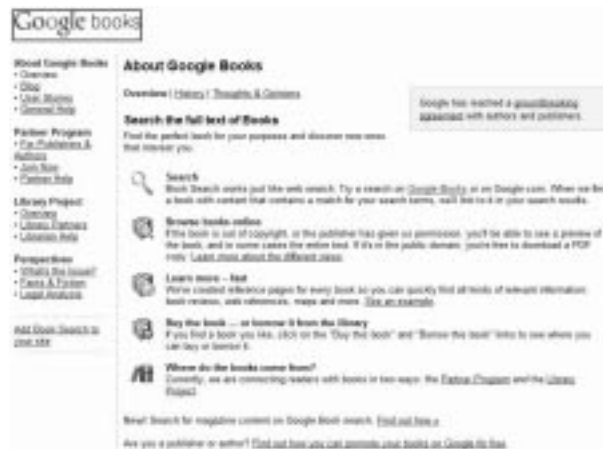 Google books
About Google Books
• Overview
• Blog
• User Stories
• General Help
Partner Program
• For Publishers &
Authors
• Join Now
• Partner Help
Library Project
• Overview
• Library Partners
• Librarian Help
Perspectives
• What's the Issue?
• Facts & Fiction
• Legal Analysis
Add Book Search to
your site
About Google Books
Overview | History | Thoughts & Opinions
Google has reached a groundbreaking
agreement with authors and publishers.
Search the full text of Books
Find the perfect book for your purposes and discover new ones
that interest you.
Search
Book Search works just like web search. Try a search on Google Books or on Google.com. When we find
a book with content that contains a match for your search terms, we'll link to it in your search results.
Browse books online
If the book is out of copyright, or the publisher has given us permission, you'll be able to see a preview of
the book, and in some cases the entire text. If it's in the public domain, you're free to download a PDF
copy. Learn more about the different views.
Learn more – fast
We've created reference pages for every book so you can quickly find all kinds of relevant information:
book reviews, web references, maps and more. See an example.
Buy the book ... or borrow it from the library
If you find a book you like, click on the "Buy this book" and "Borrow this book" links to see where you
can buy or borrow it.
Where do the books come from?
Currently, we are connecting readers with books in two ways: the Partner Program and the Library
Project.
New! Search for magazine content on Google Book search. Find out how »
Are you a publisher or author? Find out how you can promote your books on Google for free.